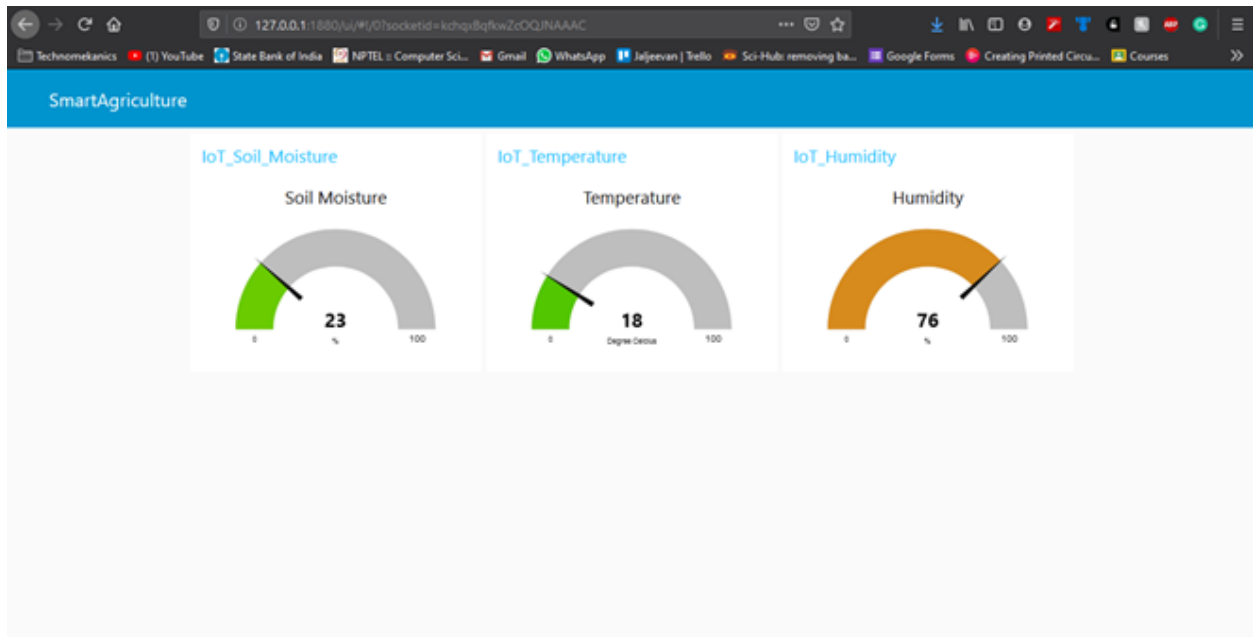 127.0.0.1:1880/ui/#!/0?socketid=kchqx8qfkwZcOQJNAAAC
Technomekanics (1) YouTube State Bank of India NPTEL :: Computer Sci... Gmail WhatsApp Jaljeevan | Trello Sci-Hub: removing ba... Google Forms Creating Printed Circu... Courses
SmartAgriculture
IoT_Soil_Moisture IoT_Temperature IoT_Humidity
Soil Moisture Temperature Humidity
23 18 76
0 % 100 0 Degree Celcius 100 0 % 100